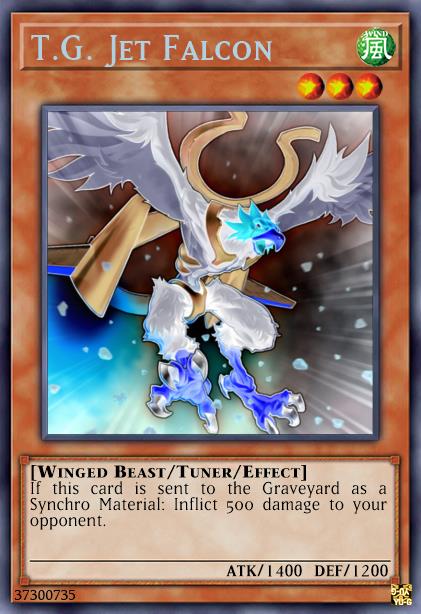 T.G. Jet Falcon
WIND
風
[Winged Beast/Tuner/Effect]
If this card is sent to the Graveyard as a
Synchro Material: Inflict 500 damage to your
opponent.
ATK/1400 DEF/1200
37300735